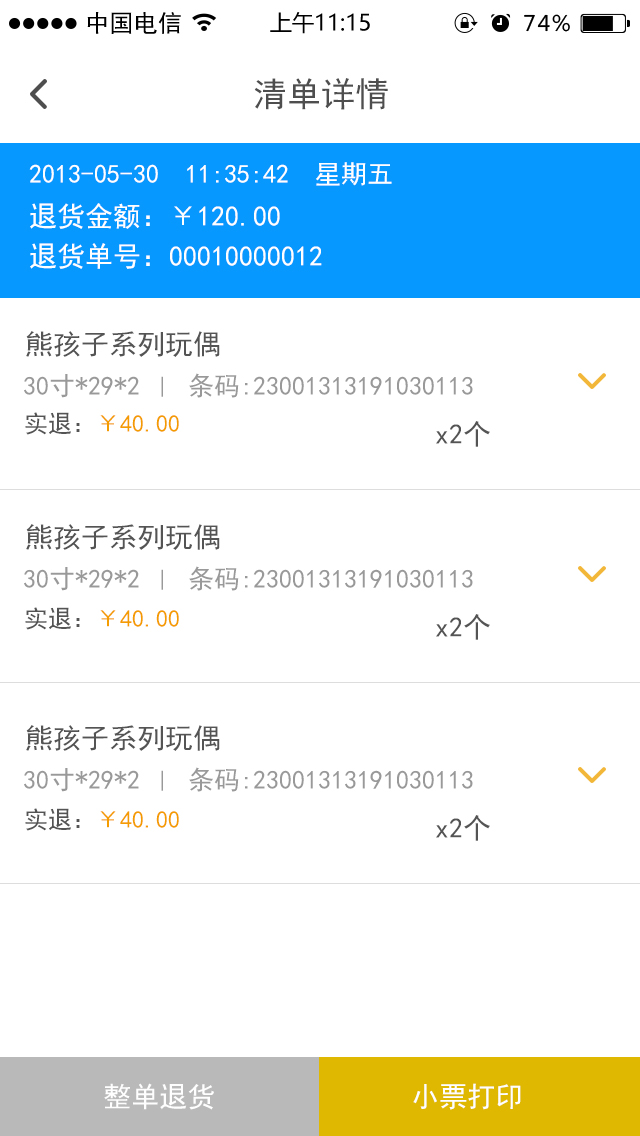 中国电信 上午11:15 74%
清单详情
2013-05-30 11:35:42 星期五
退货金额：￥120.00
退货单号：00010000012
熊孩子系列玩偶
30寸*29*2 | 条码:23001313191030113
实退：￥40.00 x2个
熊孩子系列玩偶
30寸*29*2 | 条码:23001313191030113
实退：￥40.00 x2个
熊孩子系列玩偶
30寸*29*2 | 条码:23001313191030113
实退：￥40.00 x2个
整单退货 小票打印